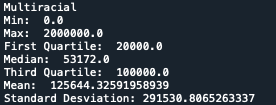 Multiracial
Min:  0.0
Max:  2000000.0
First Quartile:  20000.0
Median:  53172.0
Third Quartile:  100000.0
Mean:  125644.32591958939
Standard Desviation: 291530.8065263337